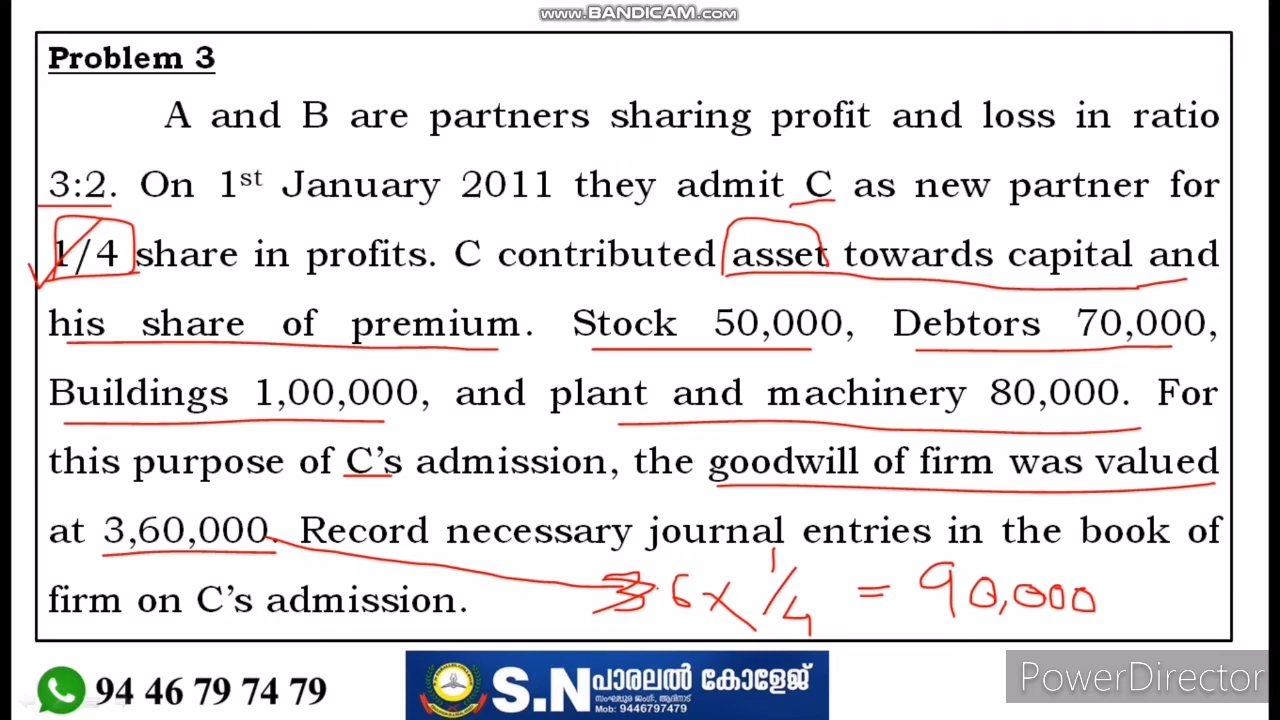 www.BANDICAM.com
Problem 3
A and B are partners sharing profit and loss in ratio
3:2. On 1st January 2011 they admit C as new partner for
1/4 share in profits. C contributed asset towards capital and
his share of premium. Stock 50,000, Debtors 70,000,
Buildings 1,00,000, and plant and machinery 80,000. For
this purpose of C's admission, the goodwill of firm was valued
at 3,60,000. Record necessary journal entries in the book of
firm on C's admission.
6 x 1/4 = 90,000
94 46 79 74 79
S.N പാരലൽ കോളേജ്
Mob: 9446797479
PowerDirector